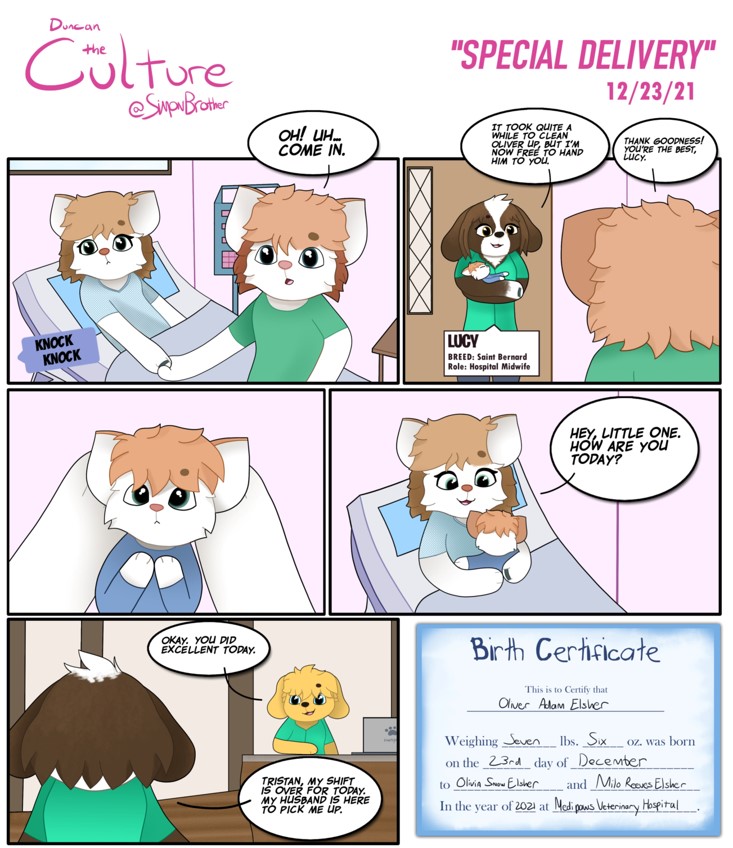 Duncan
the
Culture
@SimonBrother
"SPECIAL DELIVERY"
12/23/21
OH! UH...
COME IN.
KNOCK
KNOCK
IT TOOK QUITE A
WHILE TO CLEAN
OLIVER UP, BUT I'M
NOW FREE TO HAND
HIM TO YOU.
THANK GOODNESS!
YOU'RE THE BEST,
LUCY.
LUCY
BREED: Saint Bernard
Role: Hospital Midwife
HEY, LITTLE ONE.
HOW ARE YOU
TODAY?
OKAY. YOU DID
EXCELLENT TODAY.
TRISTAN, MY SHIFT
IS OVER FOR TODAY.
MY HUSBAND IS HERE
TO PICK ME UP.
Birth Certificate
This is to Certify that
Oliver Adam Elsher
Weighing Seven lbs. Six oz. was born
on the 23rd day of December
to Olivia Snow Elsher and Milo Reeves Elsher
In the year of 2021 at Medipaws Veterinary Hospital.